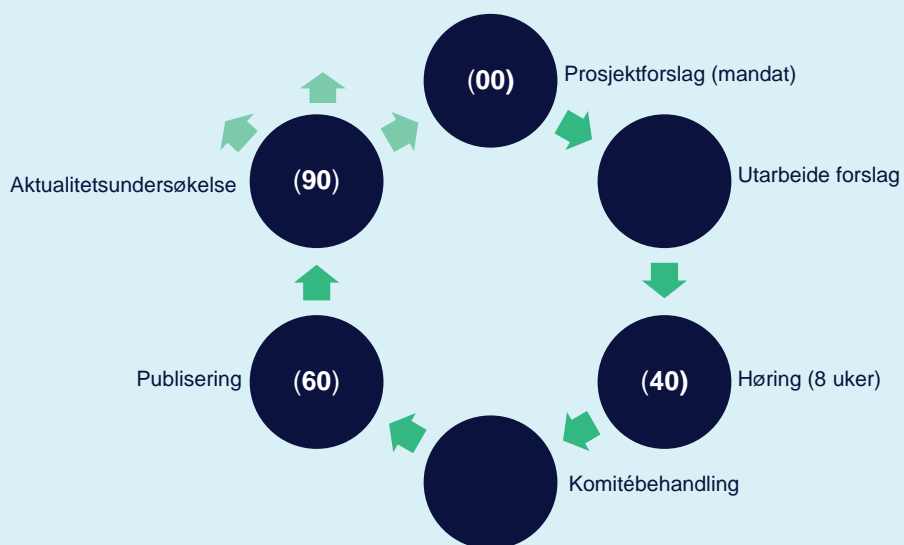 (00)
Prosjektforslag (mandat)
Utarbeide forslag
(40)
Høring (8 uker)
Komitébehandling
(60)
Publisering
(90)
Aktualitetsundersøkelse